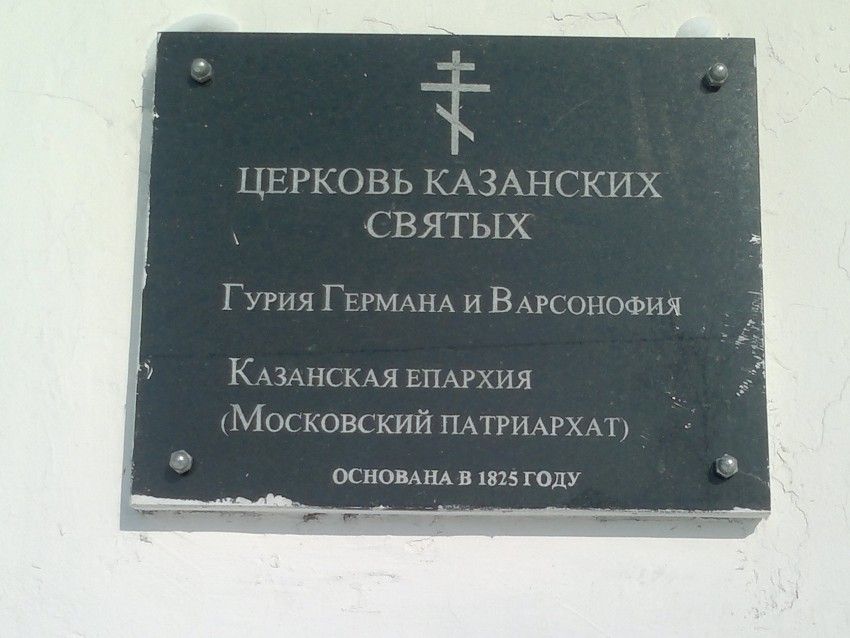 ЦЕРКОВЬ КАЗАНСКИХ
СВЯТЫХ
ГУРИЯ ГЕРМАНА И ВАРСОНОФИЯ
КАЗАНСКАЯ ЕПАРХИЯ
(МОСКОВСКИЙ ПАТРИАРХАТ)
ОСНОВАНА В 1825 ГОДУ